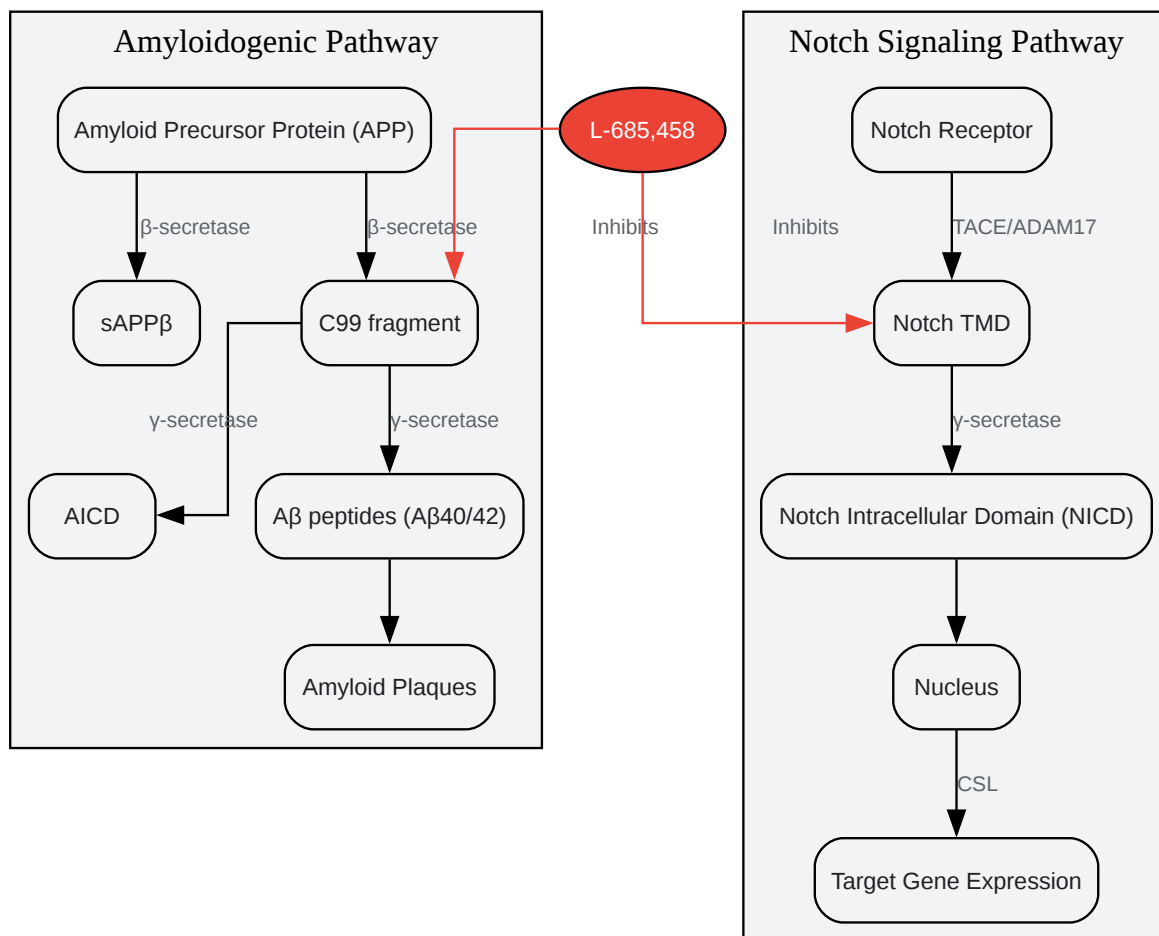 Amyloidogenic Pathway
Notch Signaling Pathway
Amyloid Precursor Protein (APP)
L-685,458
Notch Receptor
β-secretase
β-secretase
Inhibits
Inhibits
TACE/ADAM17
sAPPβ
C99 fragment
Notch TMD
γ-secretase
γ-secretase
γ-secretase
AICD
Aβ peptides (Aβ40/42)
Notch Intracellular Domain (NICD)
Amyloid Plaques
Nucleus
CSL
Target Gene Expression